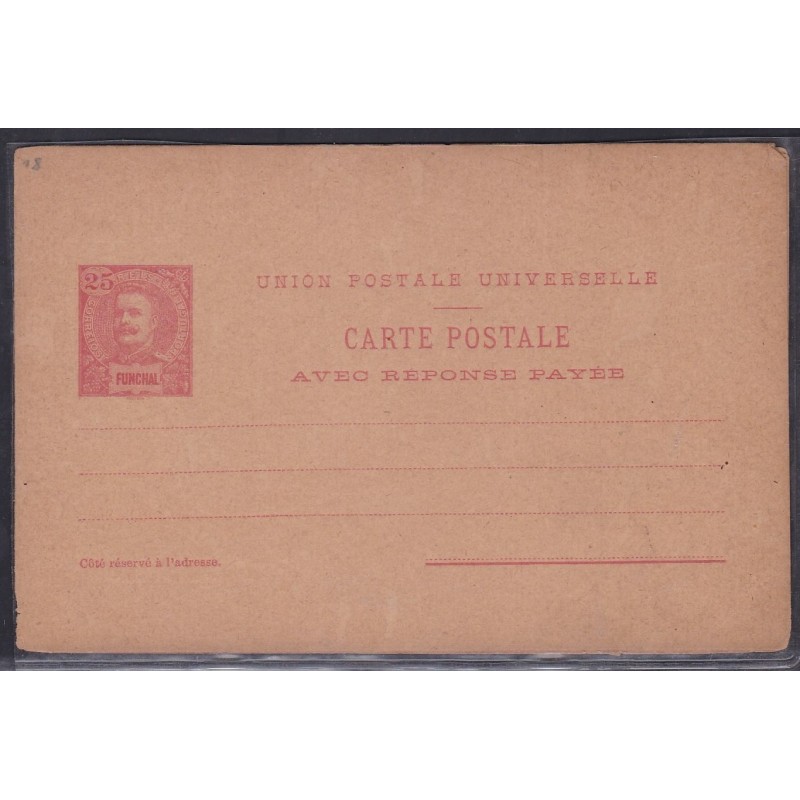 25
FUNCHAL
UNION POSTALE UNIVERSELLE
CARTE POSTALE
AVEC RÉPONSE PAYÉE
Côté réservé à l'adresse.